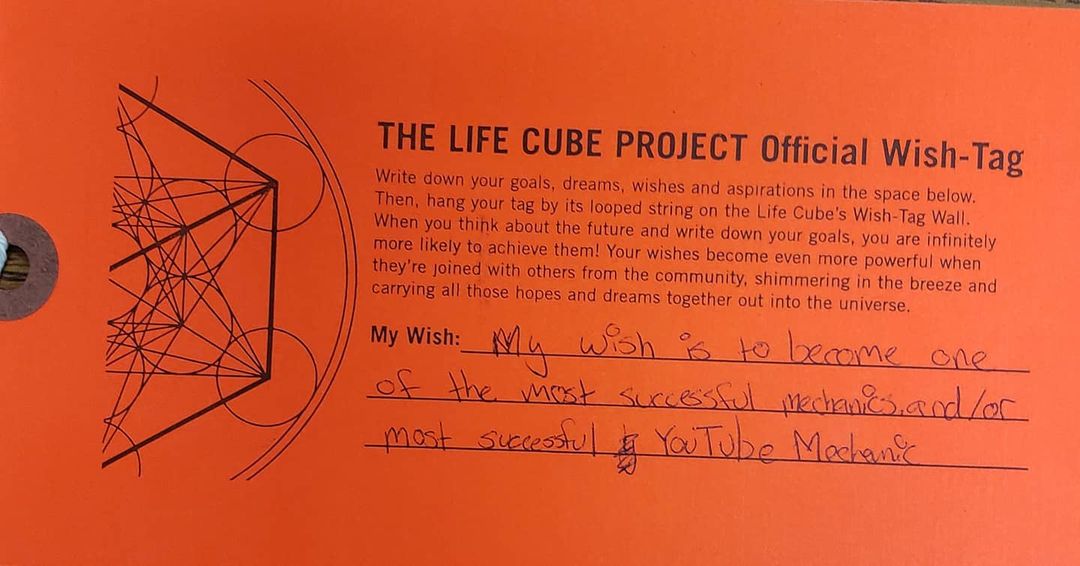 THE LIFE CUBE PROJECT Official Wish-Tag
Write down your goals, dreams, wishes and aspirations in the space below.
Then, hang your tag by its looped string on the Life Cube's Wish-Tag Wall.
When you think about the future and write down your goals, you are infinitely
more likely to achieve them! Your wishes become even more powerful when
they're joined with others from the community, shimmering in the breeze and
carrying all those hopes and dreams together out into the universe.
My Wish: My wish is to become one
of the most successful mechanics, and/or
most successful YouTube Mechanic